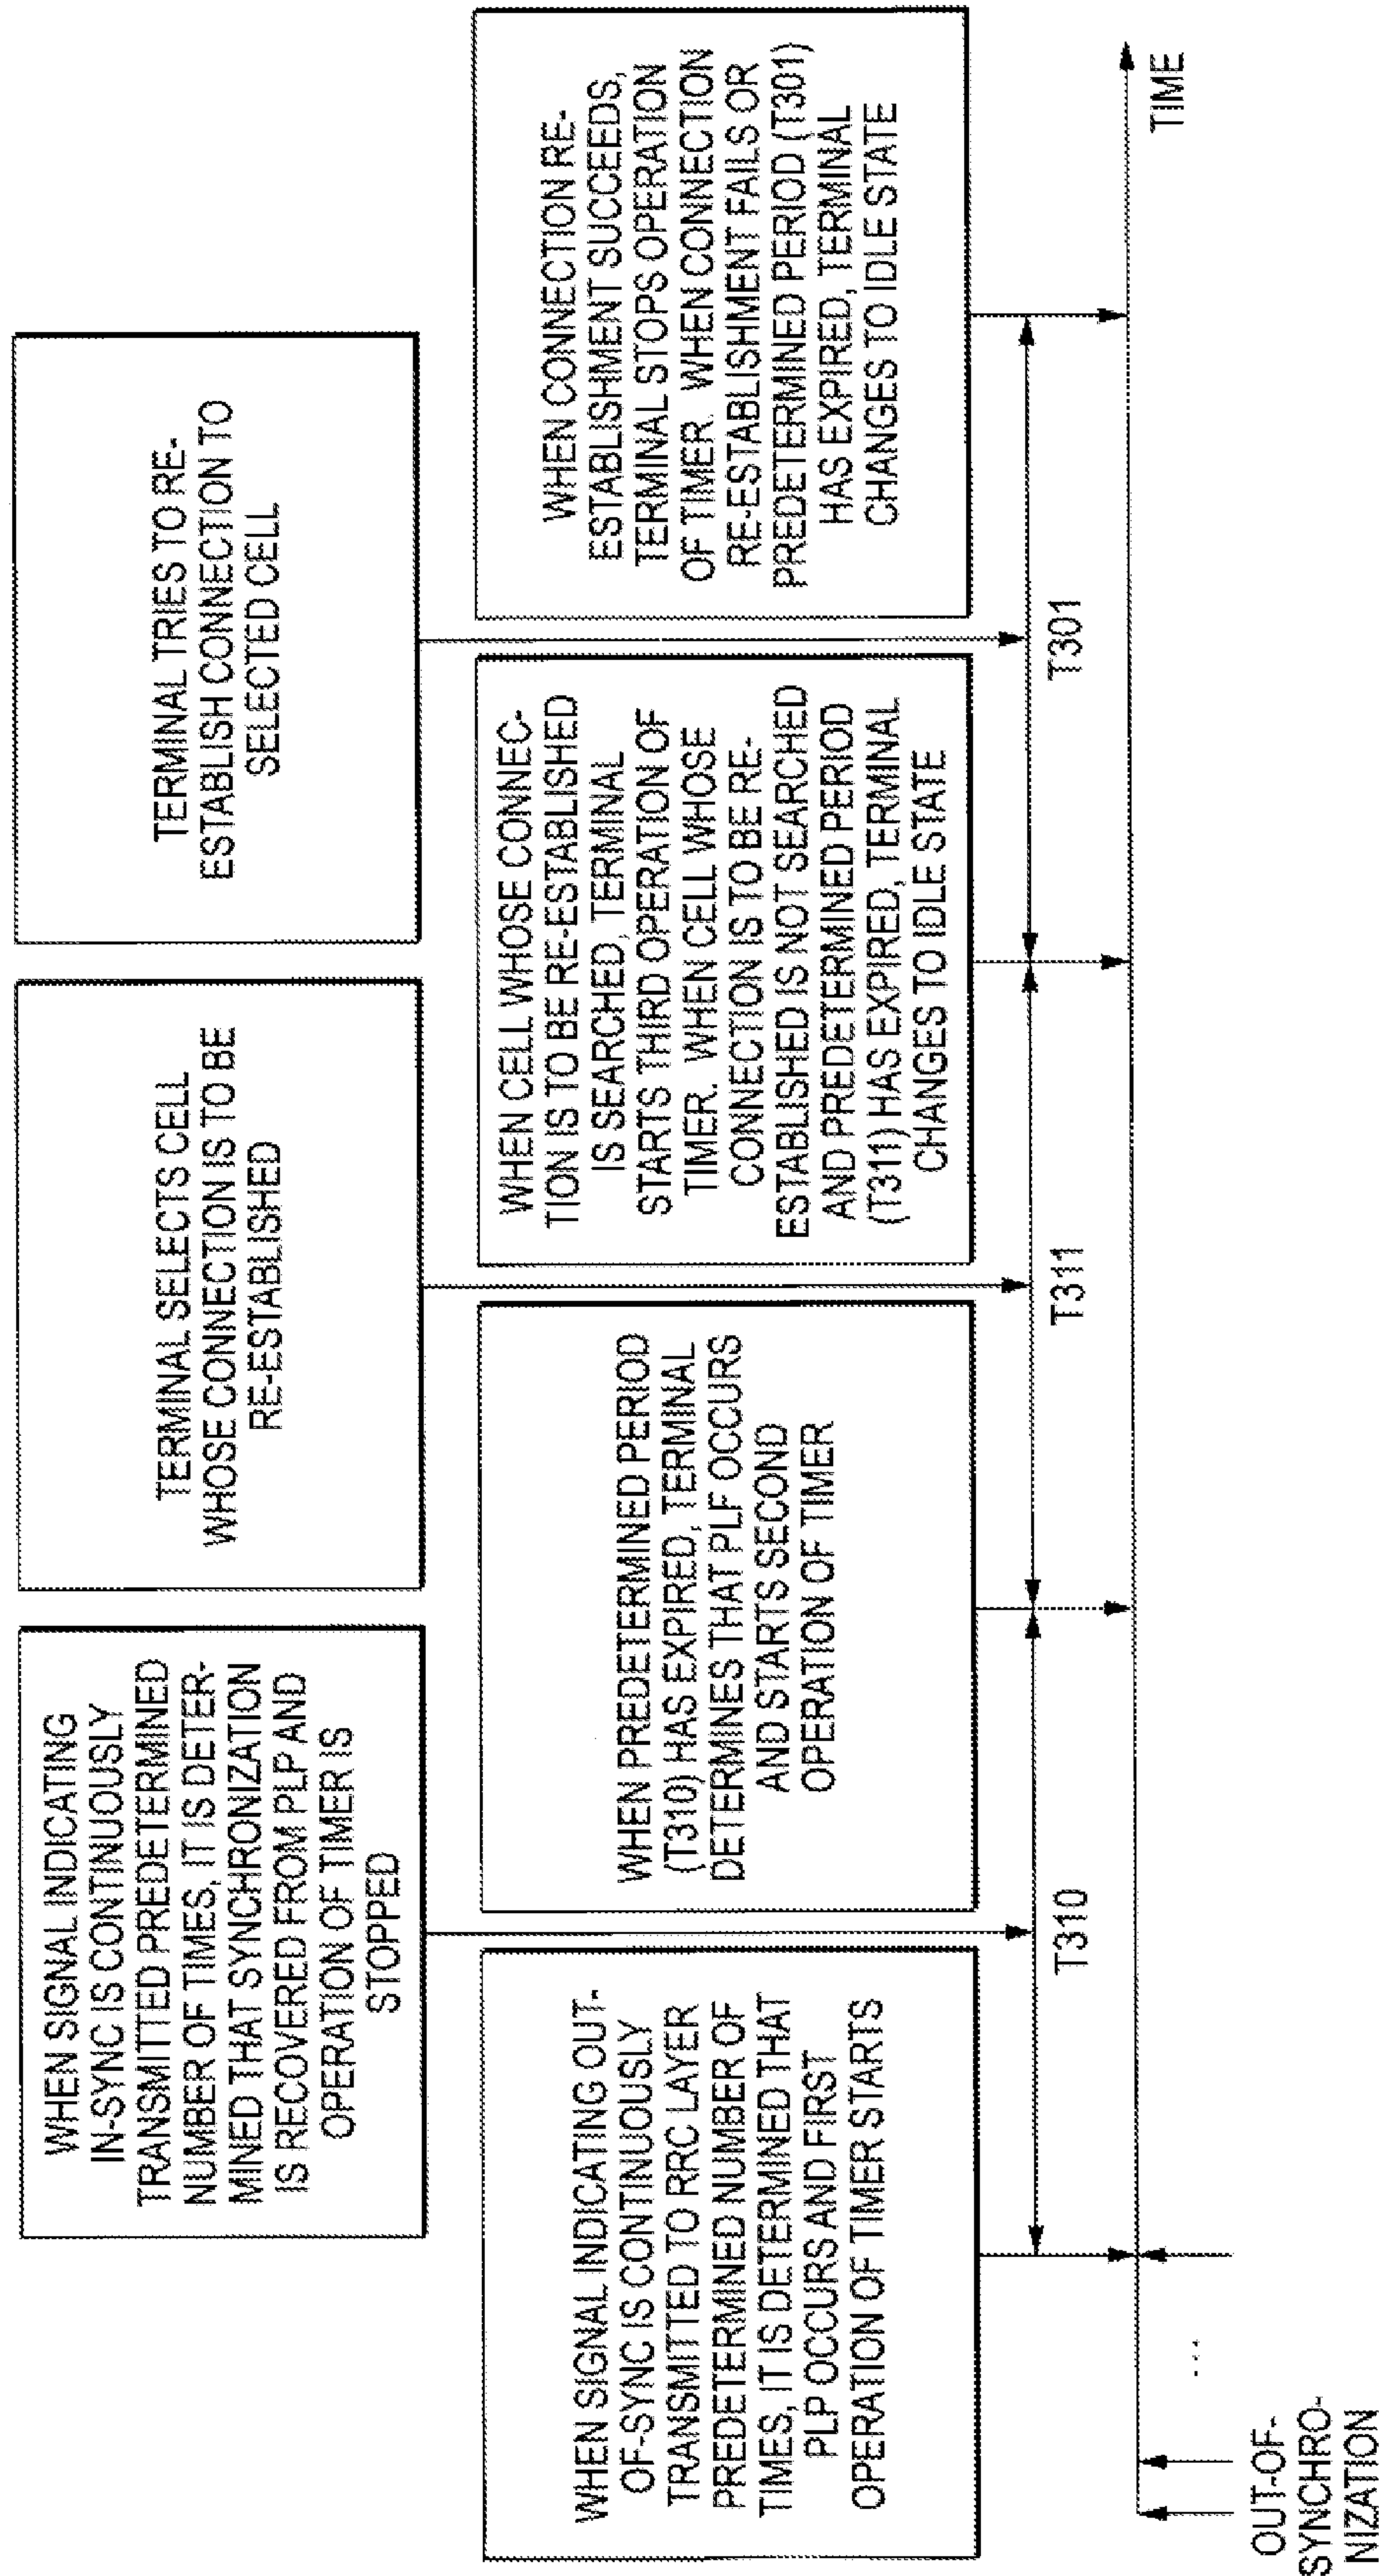 WHEN SIGNAL INDICATING
IN-SYNC IS CONTINUOUSLY
TRANSMITTED PREDETERMINED
NUMBER OF TIMES, IT IS DETER-
MINED THAT SYNCHRONIZATION
IS RECOVERED FROM PLP AND
OPERATION OF TIMER IS
STOPPED
TERMINAL SELECTS CELL
WHOSE CONNECTION IS TO BE
RE-ESTABLISHED
TERMINAL TRIES TO RE-
ESTABLISH CONNECTION TO
SELECTED CELL
WHEN SIGNAL INDICATING OUT-
OF-SYNC IS CONTINUOUSLY
TRANSMITTED TO RRC LAYER
PREDETERMINED NUMBER OF
TIMES, IT IS DETERMINED THAT
PLP OCCURS AND FIRST
OPERATION OF TIMER STARTS
WHEN PREDETERMINED PERIOD
(T310) HAS EXPIRED, TERMINAL
DETERMINES THAT PLF OCCURS
AND STARTS SECOND
OPERATION OF TIMER
WHEN CELL WHOSE CONNEC-
TION IS TO BE RE-ESTABLISHED
IS SEARCHED, TERMINAL
STARTS THIRD OPERATION OF
TIMER. WHEN CELL WHOSE
CONNECTION IS TO BE RE-
ESTABLISHED IS NOT SEARCHED
AND PREDETERMINED PERIOD
(T311) HAS EXPIRED, TERMINAL
CHANGES TO IDLE STATE
WHEN CONNECTION RE-
ESTABLISHMENT SUCCEEDS,
TERMINAL STOPS OPERATION
OF TIMER. WHEN CONNECTION
RE-ESTABLISHMENT FAILS OR
PREDETERMINED PERIOD (T301)
HAS EXPIRED, TERMINAL
CHANGES TO IDLE STATE
T310
T311
T301
TIME
...
OUT-OF-
SYNCHRO-
NIZATION